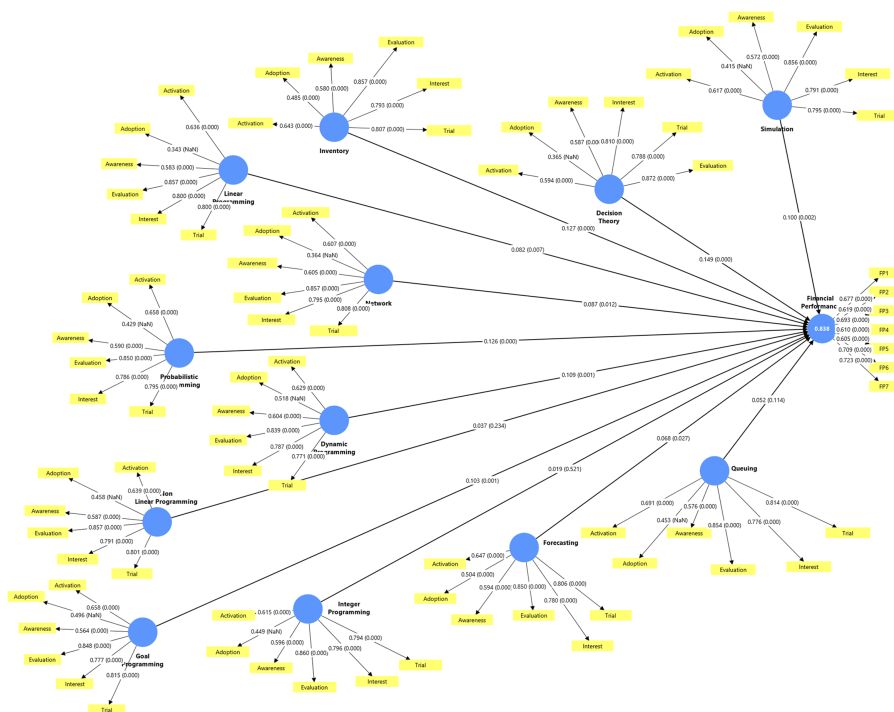 Adoption
Awareness
Evaluation
0.415 (NaN)
0.572 (0.000)
0.856 (0.000)
Activation
0.617 (0.000)
0.791 (0.000)
Interest
0.795 (0.000)
Trial
Simulation
Adoption
Awareness
Evaluation
0.485 (0.000)
0.580 (0.000)
0.857 (0.000)
0.793 (0.000)
Interest
Activation
0.643 (0.000)
0.807 (0.000)
Trial
Inventory
Activation
0.636 (0.000)
Adoption
0.343 (NaN)
Awareness
0.583 (0.000)
Evaluation
0.857 (0.000)
0.800 (0.000)
0.800 (0.000)
Interest
Trial
Linear
Programming
Awareness
Innterest
Adoption
Trial
0.587 (0.000
0.810 (0.000)
0.365 (NaN)
0.788 (0.000)
Activation
0.594 (0.000)
0.872 (0.000)
Evaluation
Decision
Theory
Activation
0.607 (0.000)
Adoption
0.364 (NaN)
Awareness
0.605 (0.000)
Evaluation
0.857 (0.000)
0.795 (0.000)
0.808 (0.000)
Interest
Trial
Network
Activation
0.658 (0.000)
Adoption
0.429 (NaN)
Awareness
0.590 (0.000)
Evaluation
0.850 (0.000)
0.786 (0.000)
0.795 (0.000)
Interest
Trial
Probabilistic
mming
Activation
0.629 (0.000)
Adoption
0.518 (NaN)
Awareness
0.604 (0.000)
Evaluation
0.839 (0.000)
0.787 (0.000)
0.771 (0.000)
Interest
Trial
Dynamic
Programming
Adoption
Activation
0.458 (NaN)
0.639 (0.000)
Awareness
0.587 (0.000)
Evaluation
0.857 (0.000)
0.791 (0.000)
0.801 (0.000)
Interest
Trial
Linear Programming
Activation
0.658 (0.000)
Adoption
0.496 (NaN)
Awareness
0.564 (0.000)
Evaluation
0.848 (0.000)
0.777 (0.000)
0.815 (0.000)
Interest
Trial
Goal
Programming
Activation
0.615 (0.000)
0.449 (NaN)
Adoption
0.596 (0.000)
Awareness
0.860 (0.000)
Evaluation
0.796 (0.000)
Interest
0.794 (0.000)
Trial
Integer
Programming
Activation
0.647 (0.000)
0.504 (0.000)
Adoption
0.594 (0.000)
Awareness
0.850 (0.000)
Evaluation
0.780 (0.000)
Interest
0.806 (0.000)
Trial
Forecasting
Queuing
0.691 (0.000)
Activation
0.453 (NaN)
Adoption
0.576 (0.000)
Awareness
0.854 (0.000)
Evaluation
0.776 (0.000)
Interest
0.814 (0.000)
Trial
0.100 (0.002)
0.127 (0.000)
0.082 (0.007)
0.149 (0.000)
0.087 (0.012)
0.126 (0.000)
0.109 (0.001)
0.037 (0.234)
0.103 (0.001)
0.019 (0.521)
0.068 (0.027)
0.052 (0.114)
Financial
Performanc
0.838
0.677 (0.000)
0.619 (0.000)
0.693 (0.000)
0.610 (0.000)
0.605 (0.000)
0.709 (0.000)
0.723 (0.000)
FP1
FP2
FP3
FP4
FP5
FP6
FP7